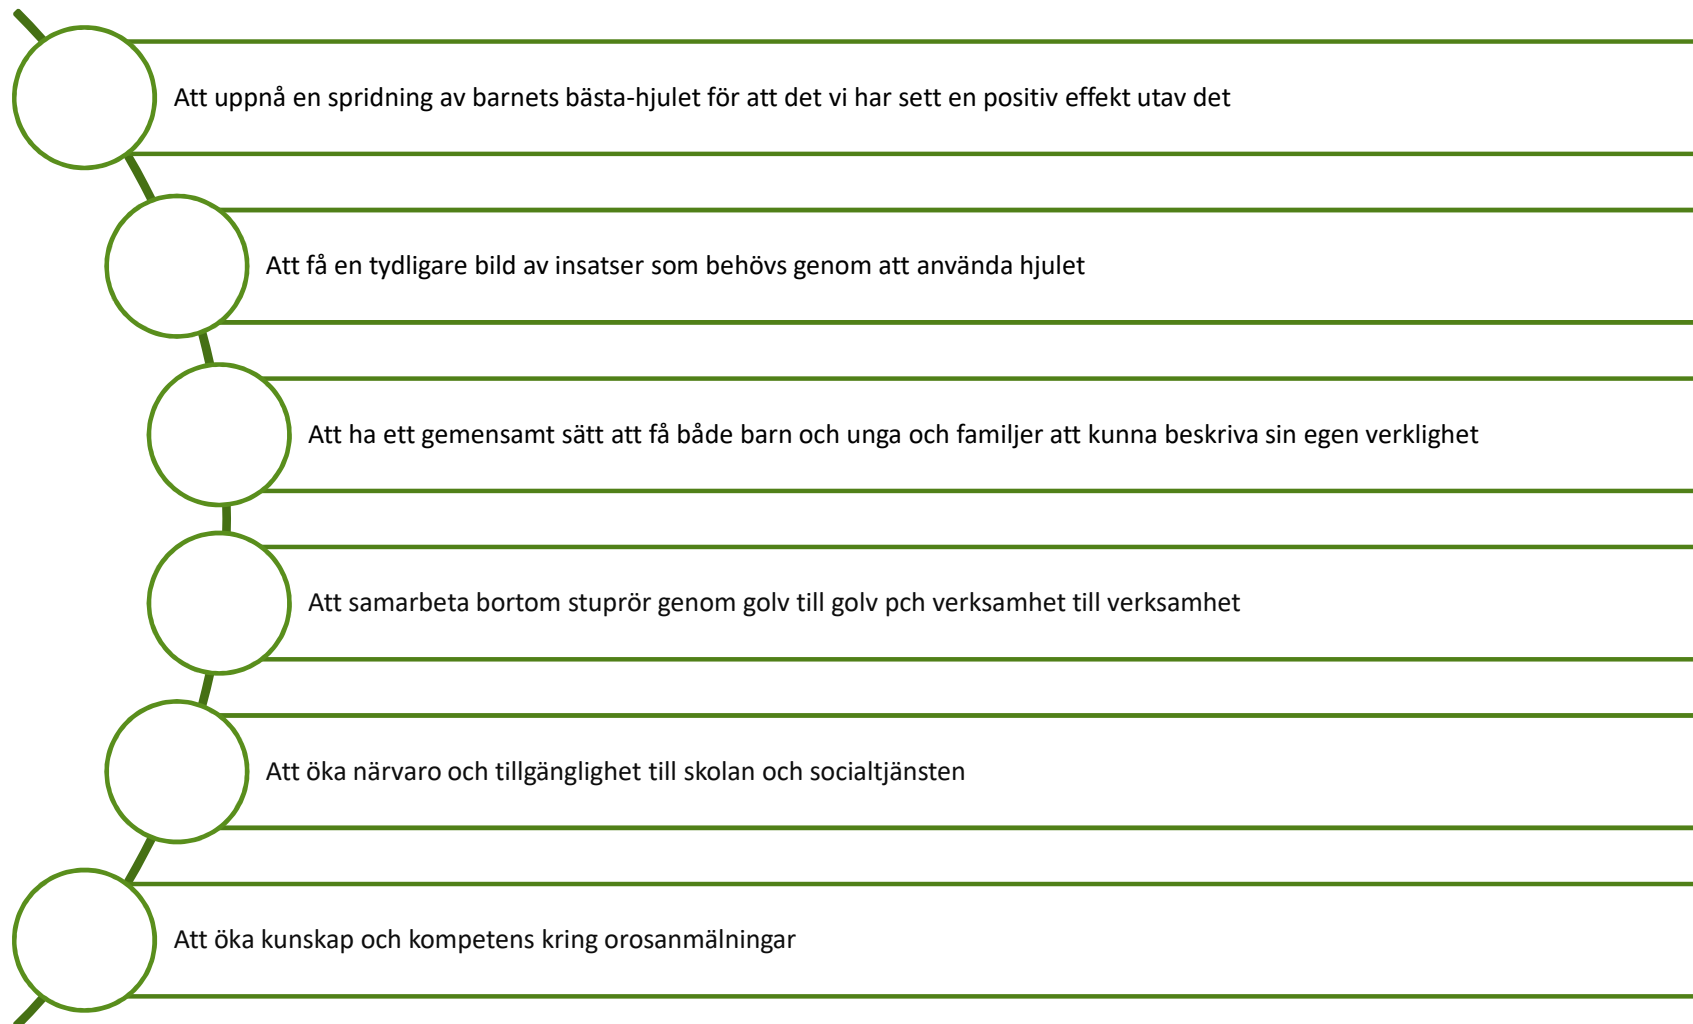 Att uppnå en spridning av barnets bästa-hjulet för att det vi har sett en positiv effekt utav det
Att få en tydligare bild av insatser som behövs genom att använda hjulet
Att ha ett gemensamt sätt att få både barn och unga och familjer att kunna beskriva sin egen verklighet
Att samarbeta bortom stuprör genom golv till golv pch verksamhet till verksamhet
Att öka närvaro och tillgänglighet till skolan och socialtjänsten
Att öka kunskap och kompetens kring orosanmälningar